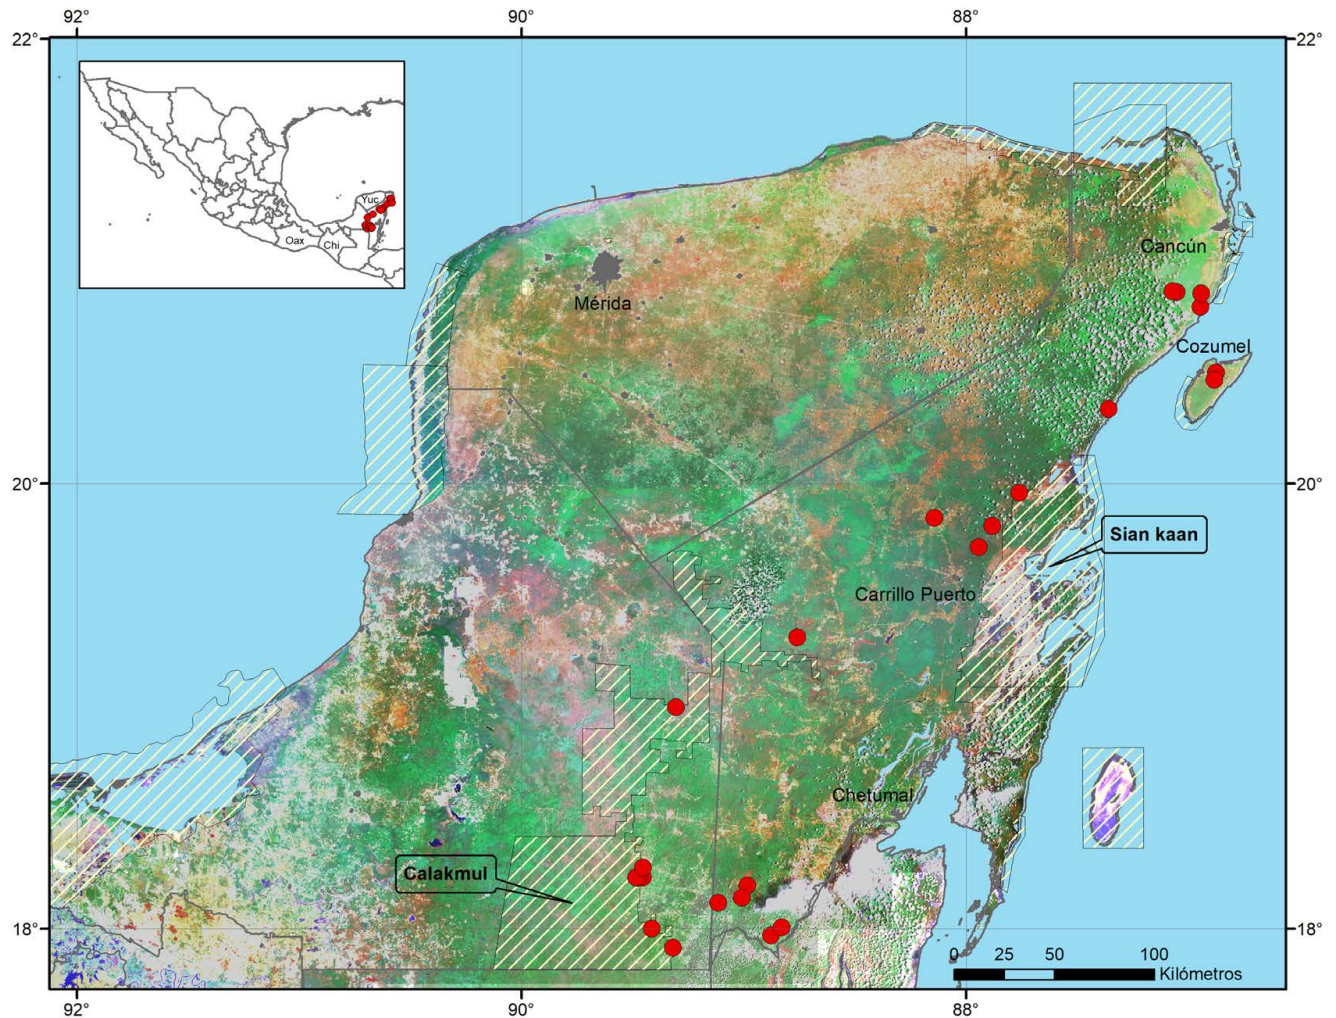 92°
90°
88°
22°
22°
Yuc
Oax
Chi
Cancún
Mérida
Cozumel
20°
20°
Sian kaan
Carrillo Puerto
Chetumal
Calakmul
18°
18°
0 25 50 100
Kilómetros
92°
90°
88°